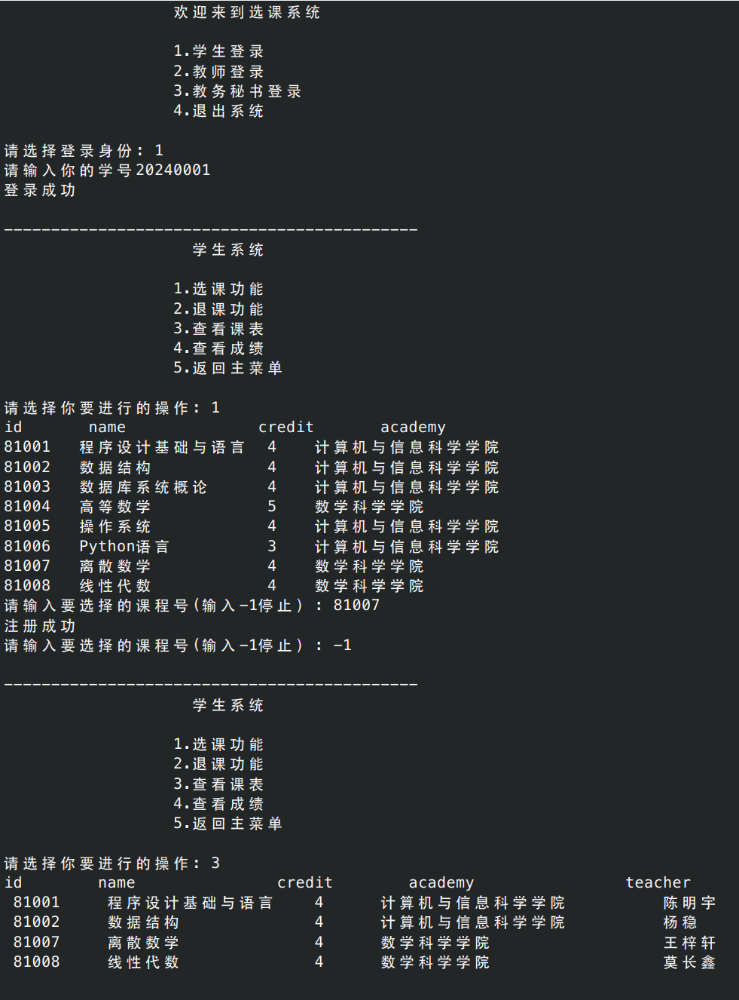 欢迎来到选课系统
1.学生登录
2.教师登录
3.教务秘书登录
4.退出系统
请选择登录身份: 1
请输入你的学号20240001
登录成功
--------------------------------------------
学生系统
1.选课功能
2.退课功能
3.查看课表
4.查看成绩
5.返回主菜单
请选择你要进行的操作: 1
id name credit academy
81001 程序设计基础与语言 4 计算机与信息科学学院
81002 数据结构 4 计算机与信息科学学院
81003 数据库系统概论 4 计算机与信息科学学院
81004 高等数学 5 数学科学学院
81005 操作系统 4 计算机与信息科学学院
81006 Python语言 3 计算机与信息科学学院
81007 离散数学 4 数学科学学院
81008 线性代数 4 数学科学学院
请输入要选择的课程号(输入-1停止) : 81007
注册成功
请输入要选择的课程号(输入-1停止) : -1
--------------------------------------------
学生系统
1.选课功能
2.退课功能
3.查看课表
4.查看成绩
5.返回主菜单
请选择你要进行的操作: 3
id name credit academy teacher
81001 程序设计基础与语言 4 计算机与信息科学学院 陈明宇
81002 数据结构 4 计算机与信息科学学院 杨稳
81007 离散数学 4 数学科学学院 王梓轩
81008 线性代数 4 数学科学学院 莫长鑫